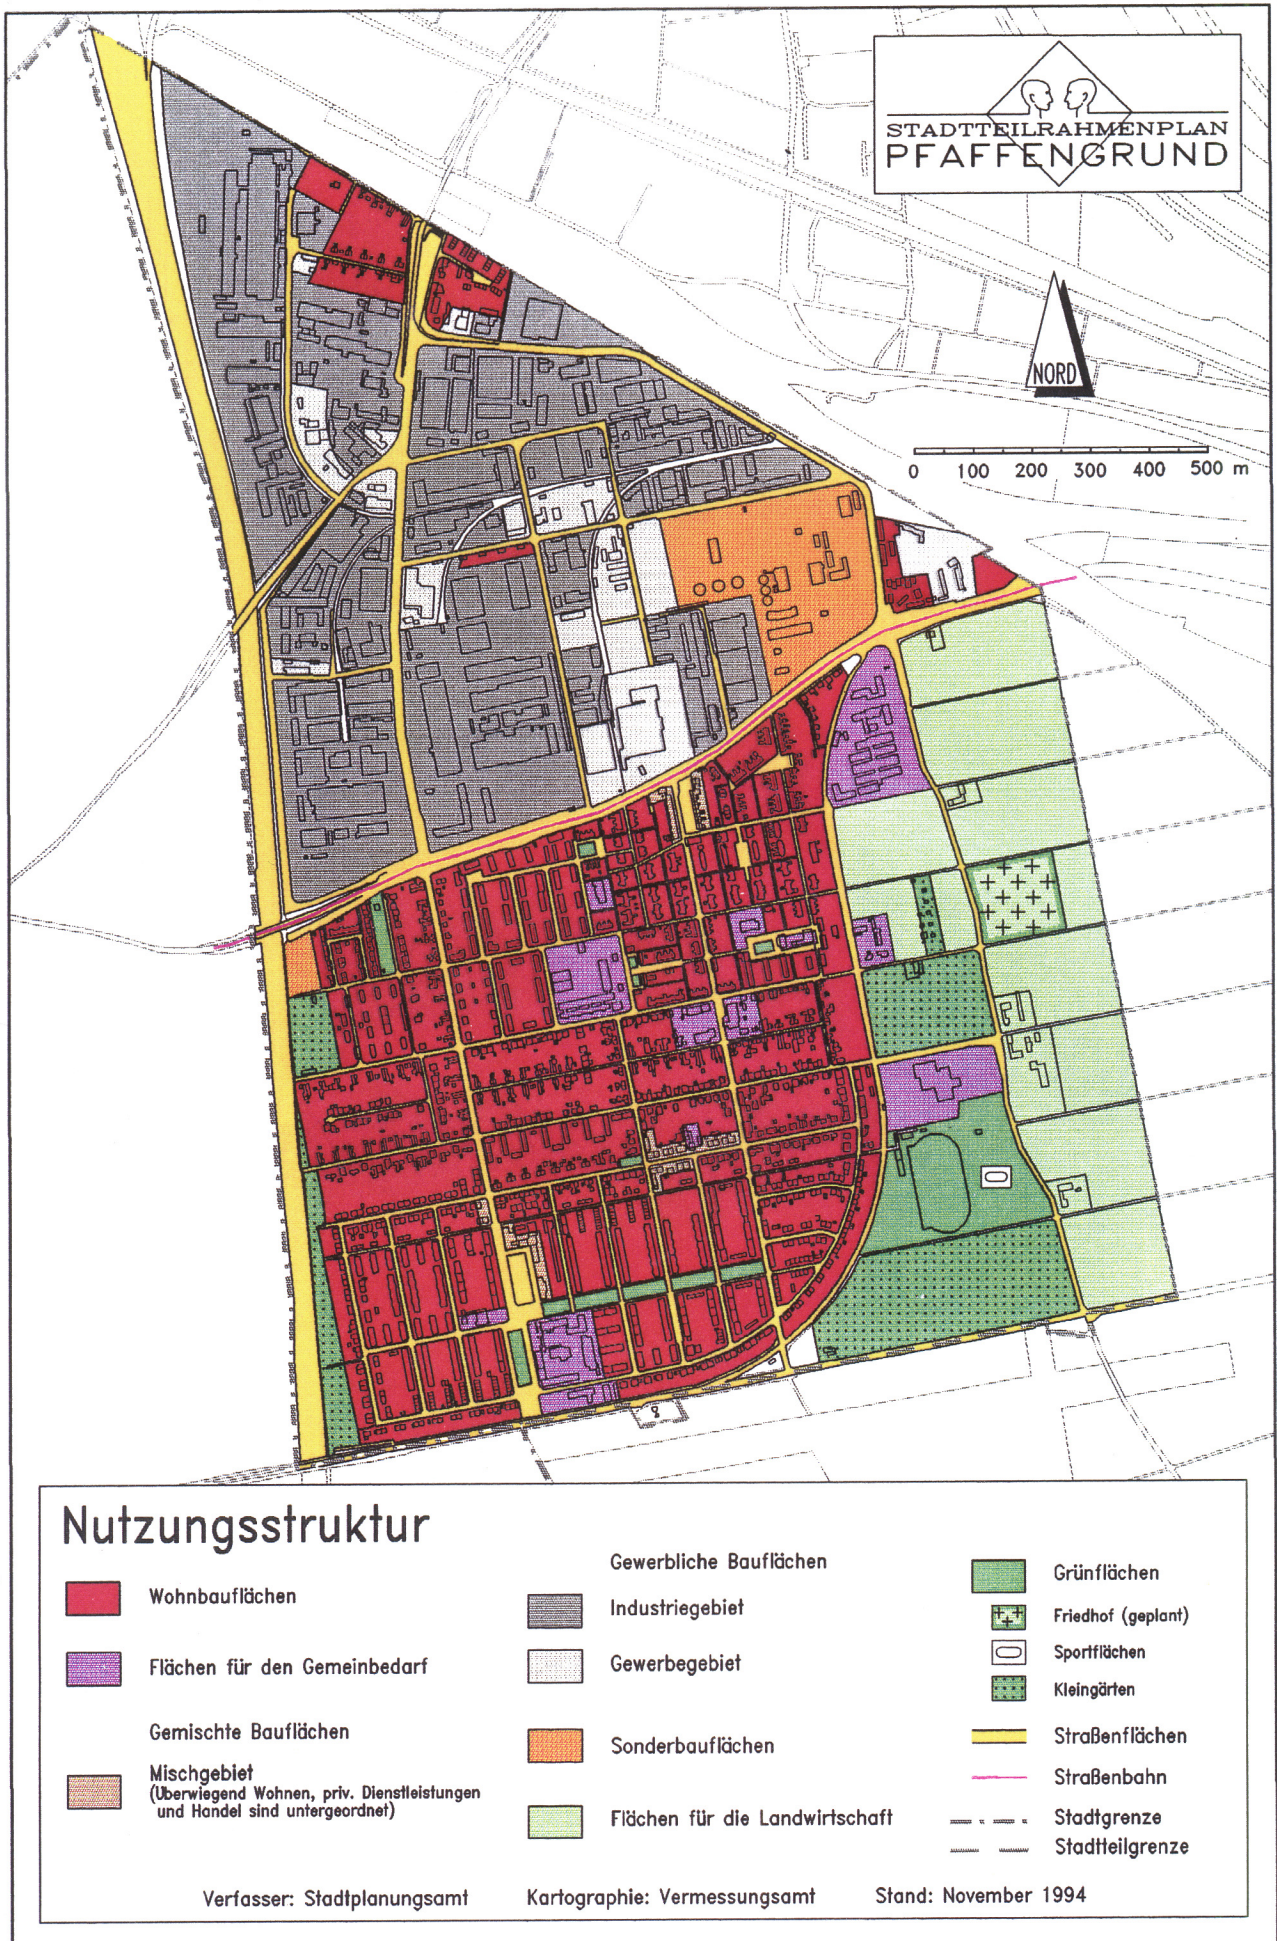 STADTTEILRAHMENPLAN
PFAFFENGRUND
NORD
0 100 200 300 400 500 m
Nutzungsstruktur
Wohnbauflächen
Flächen für den Gemeinbedarf
Gemischte Bauflächen
Mischgebiet
(Überwiegend Wohnen, priv. Dienstleistungen
und Handel sind untergeordnet)
Gewerbliche Bauflächen
Industriegebiet
Gewerbegebiet
Sonderbauflächen
Flächen für die Landwirtschaft
Grünflächen
Friedhof (geplant)
Sportflächen
Kleingärten
Straßenflächen
Straßenbahn
Stadtgrenze
Stadtteilgrenze
Verfasser: Stadtplanungsamt Kartographie: Vermessungsamt Stand: November 1994